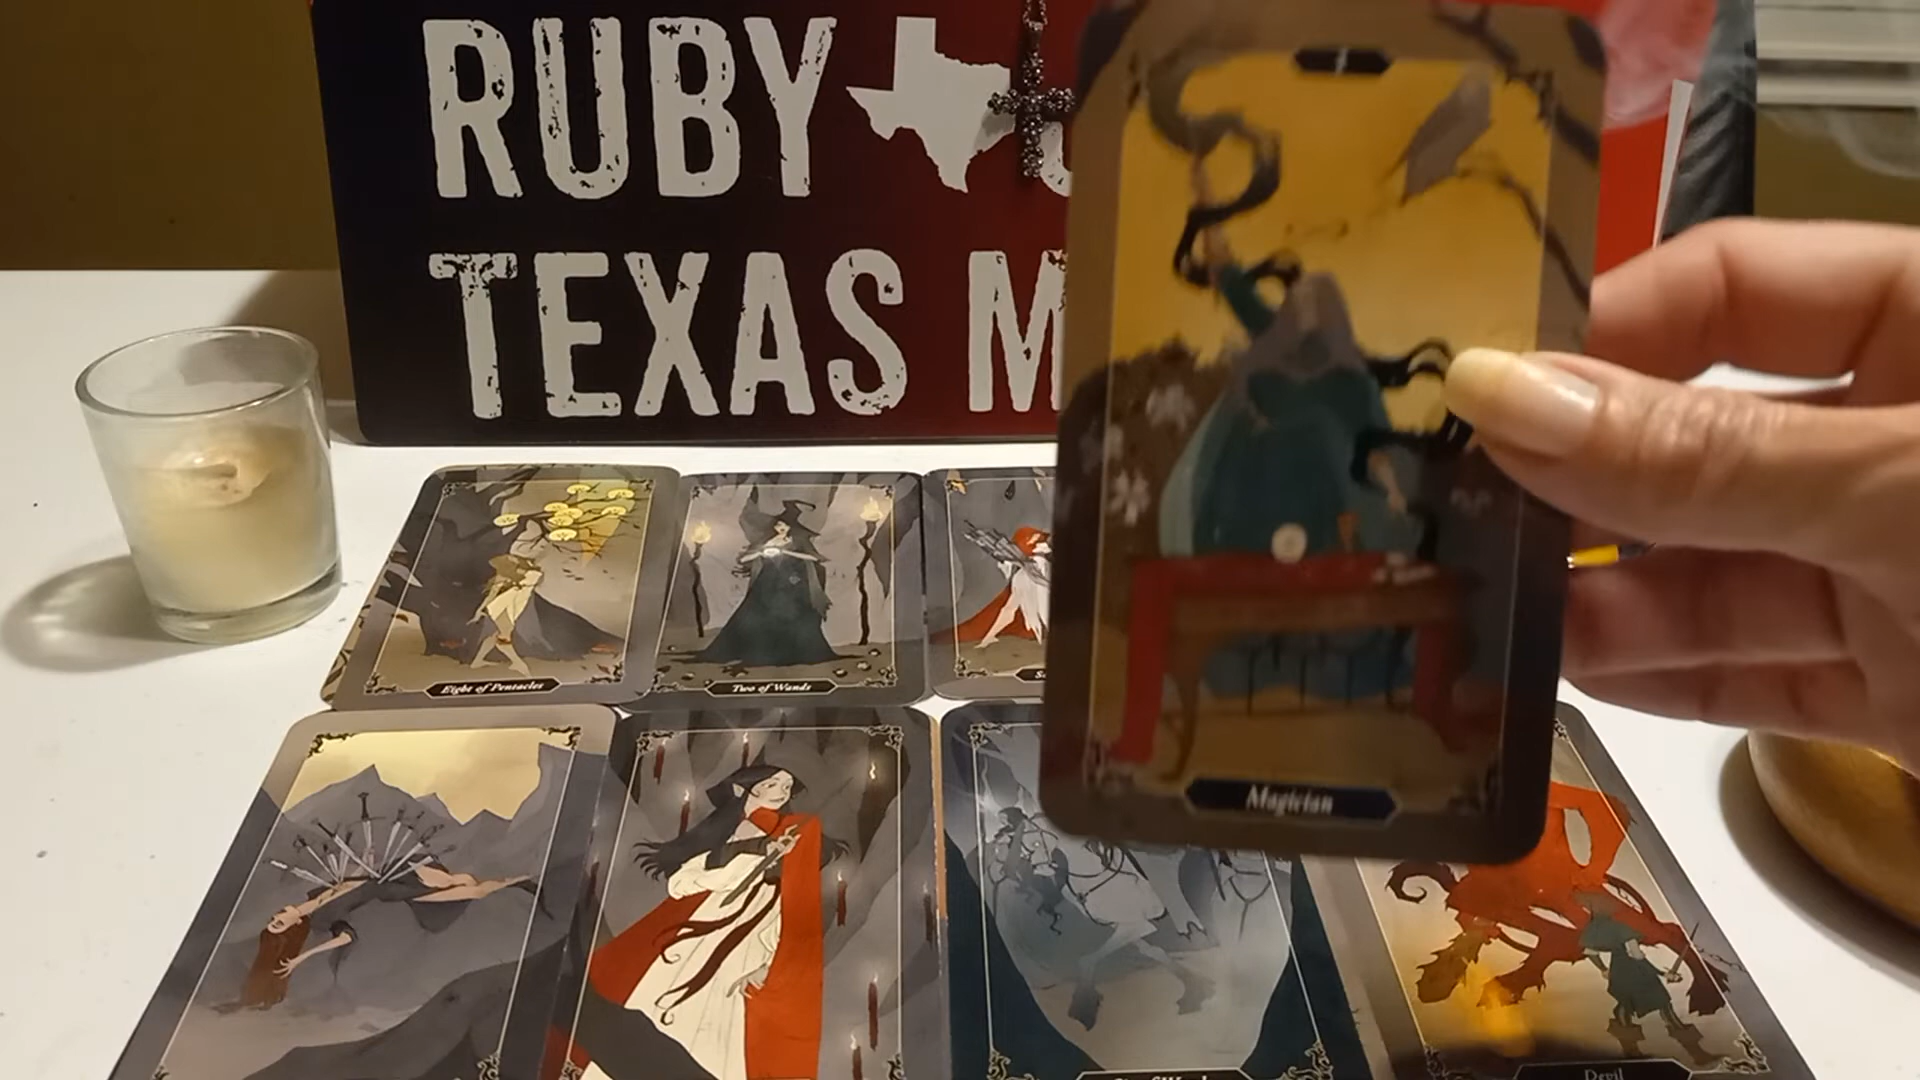 RUBY
TEXAS M
I
Magician
Eight of Pentacles
Two of Wands
Devil